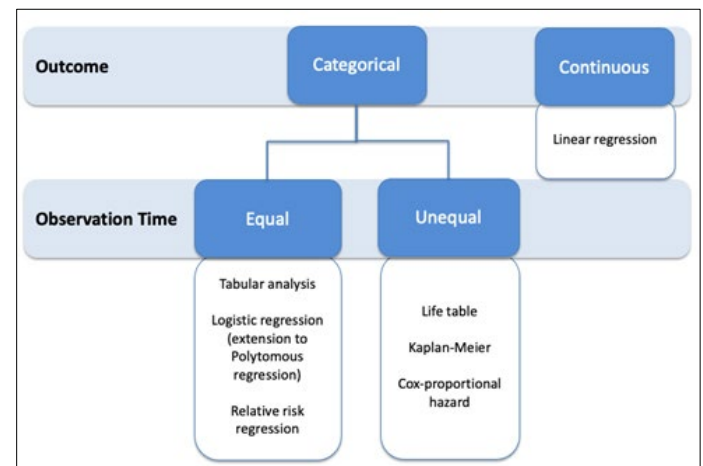 Outcome
Categorical
Continuous
Linear regression
Observation Time
Equal
Unequal
Tabular analysis
Logistic regression
(extension to
Polytomous
regression)
Relative risk
regression
Life table
Kaplan-Meier
Cox-proportional
hazard